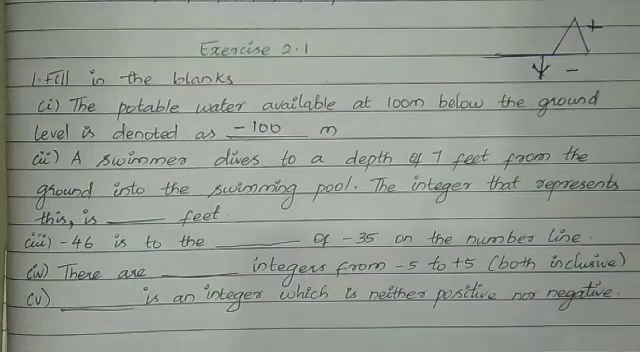 Exercise 2.1
+
1. Fill in the blanks
−
(i) The potable water available at 100m below the ground
level is denoted as -100 m
(ii) A swimmer dives to a depth of 7 feet from the
ground into the swimming pool. The integer that represents
this, is ______ feet.
(iii) -46 is to the ______ of -35 on the number line.
(iv) There are ______ integers from -5 to +5 (both inclusive)
(v) ______ is an integer which is neither positive nor negative.